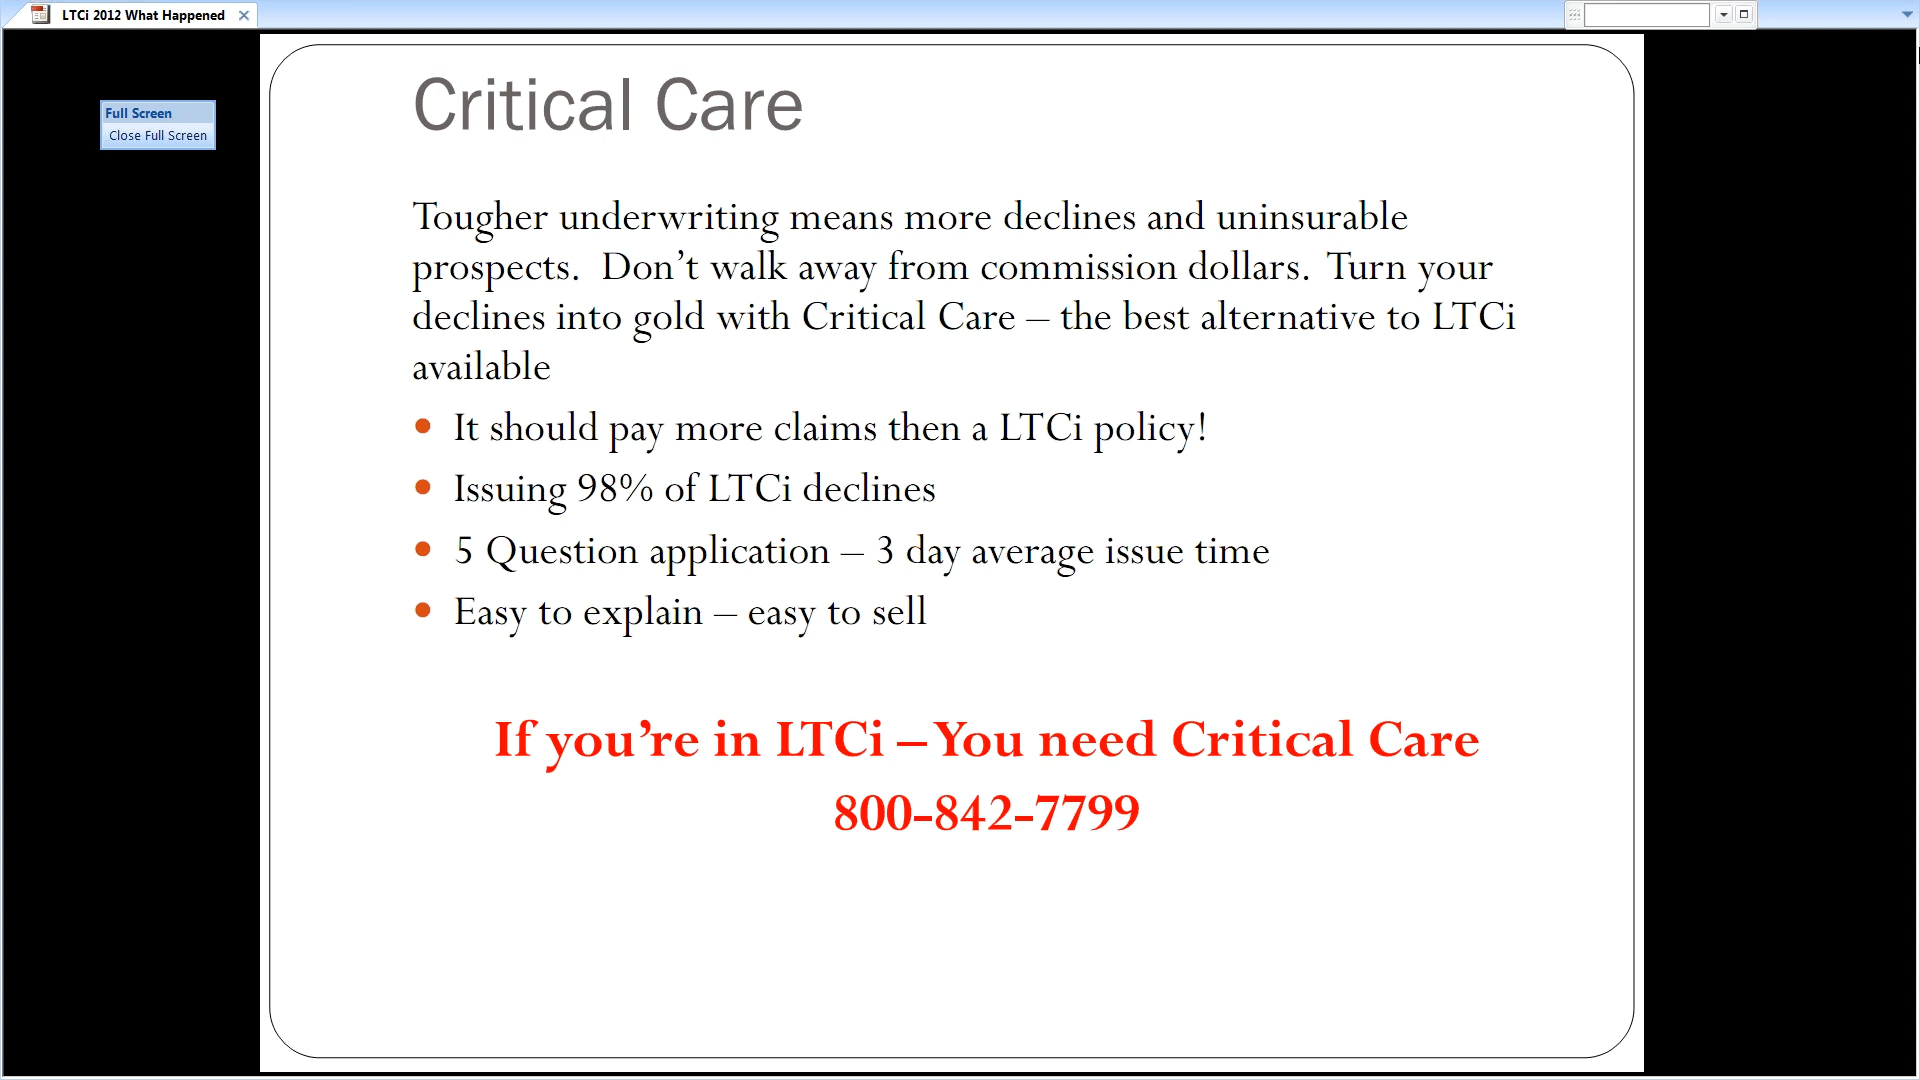 LTCi 2012 What Happened
Full Screen
Close Full Screen
Critical Care
Tougher underwriting means more declines and uninsurable
prospects.  Don’t walk away from commission dollars.  Turn your
declines into gold with Critical Care – the best alternative to LTCi
available
• It should pay more claims then a LTCi policy!
• Issuing 98% of LTCi declines
• 5 Question application – 3 day average issue time
• Easy to explain – easy to sell
If you’re in LTCi – You need Critical Care
800-842-7799